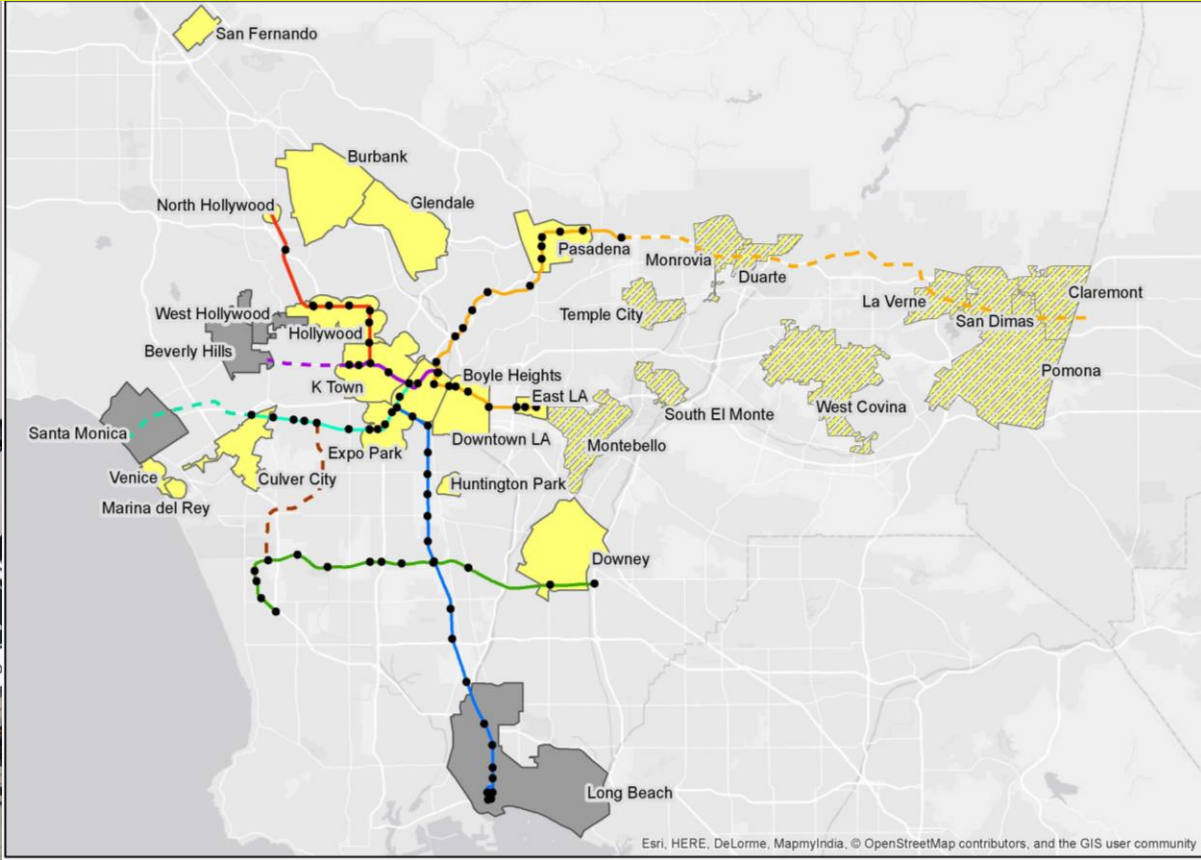 San Fernando
Burbank
North Hollywood
Glendale
Pasadena
Monrovia
Duarte
West Hollywood
Hollywood
Temple City
La Verne
Claremont
San Dimas
Beverly Hills
K Town
Boyle Heights
East LA
Pomona
South El Monte
West Covina
Santa Monica
Expo Park
Downtown LA
Montebello
Venice
Culver City
Huntington Park
Marina del Rey
Downey
Long Beach
Esri, HERE, DeLorme, MapmyIndia, © OpenStreetMap contributors, and the GIS user community